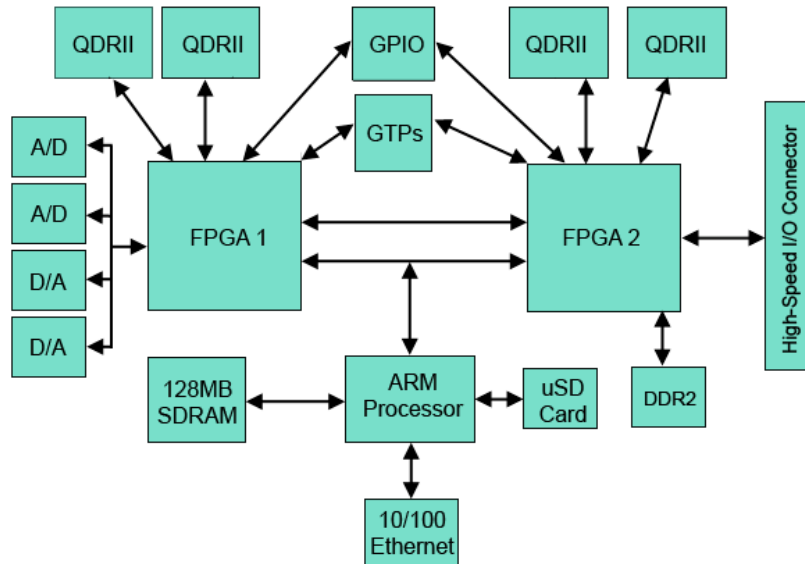 QDRII
QDRII
GPIO
QDRII
QDRII
GTPs
A/D
A/D
D/A
D/A
FPGA 1
FPGA 2
High-Speed I/O Connector
128MB
SDRAM
ARM
Processor
uSD
Card
DDR2
10/100
Ethernet